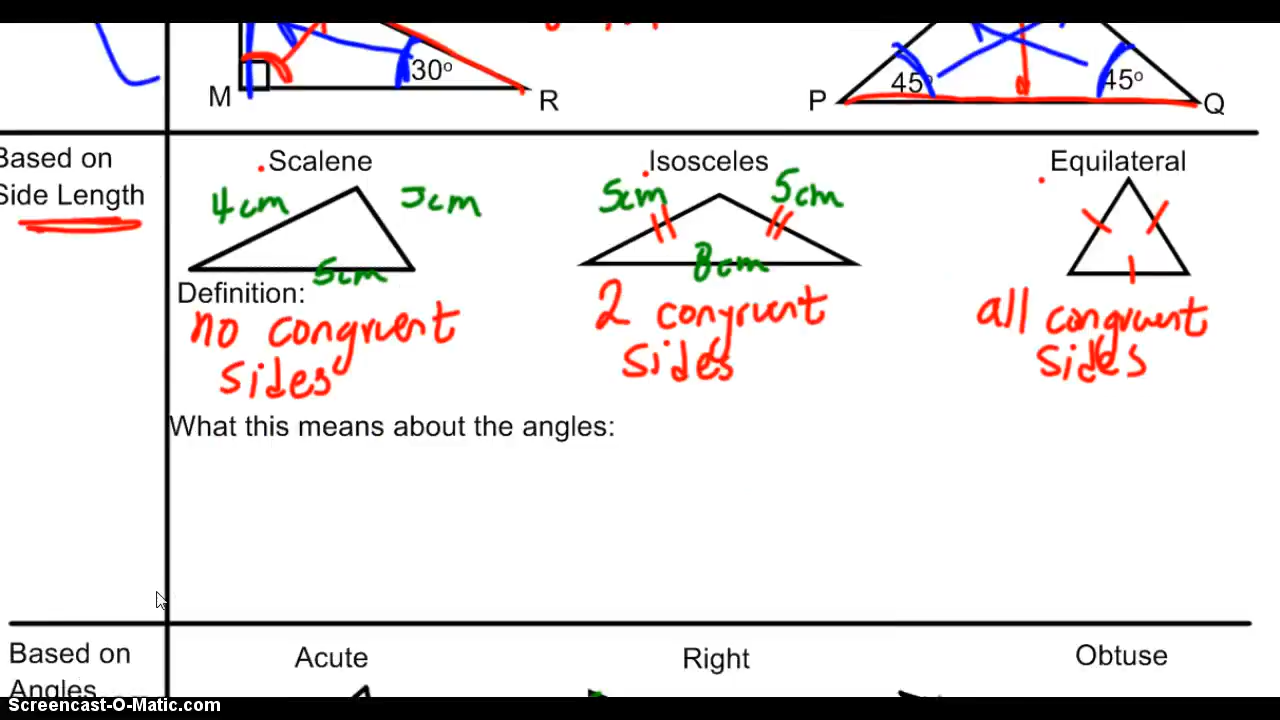 30°
M
R
P
45°
45°
Q
Based on
Side Length
Scalene
Isosceles
Equilateral
4cm
5cm
5cm
5cm
8cm
Definition:
no congruent
sides
2 congruent
sides
all congruent
sides
What this means about the angles:
Based on
Angles
Acute
Right
Obtuse
Screencast-O-Matic.com